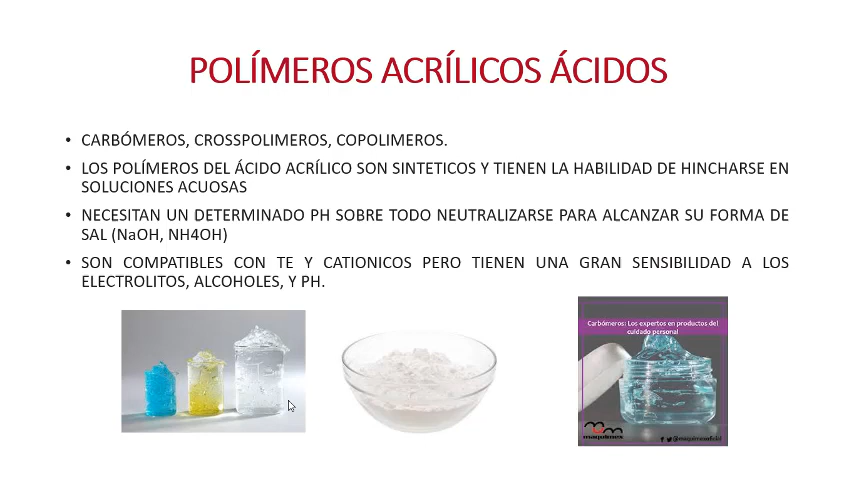 POLÍMEROS ACRÍLICOS ÁCIDOS
• CARBÓMEROS, CROSSPOLIMEROS, COPOLIMEROS.
• LOS POLÍMEROS DEL ÁCIDO ACRÍLICO SON SINTETICOS Y TIENEN LA HABILIDAD DE HINCHARSE EN
SOLUCIONES ACUOSAS
• NECESITAN UN DETERMINADO PH SOBRE TODO NEUTRALIZARSE PARA ALCANZAR SU FORMA DE
SAL (NaOH, NH4OH)
• SON COMPATIBLES CON TE Y CATIONICOS PERO TIENEN UNA GRAN SENSIBILIDAD A LOS
ELECTROLITOS, ALCOHOLES, Y PH.
Carbómeros: Los expertos en productos del
cuidado personal